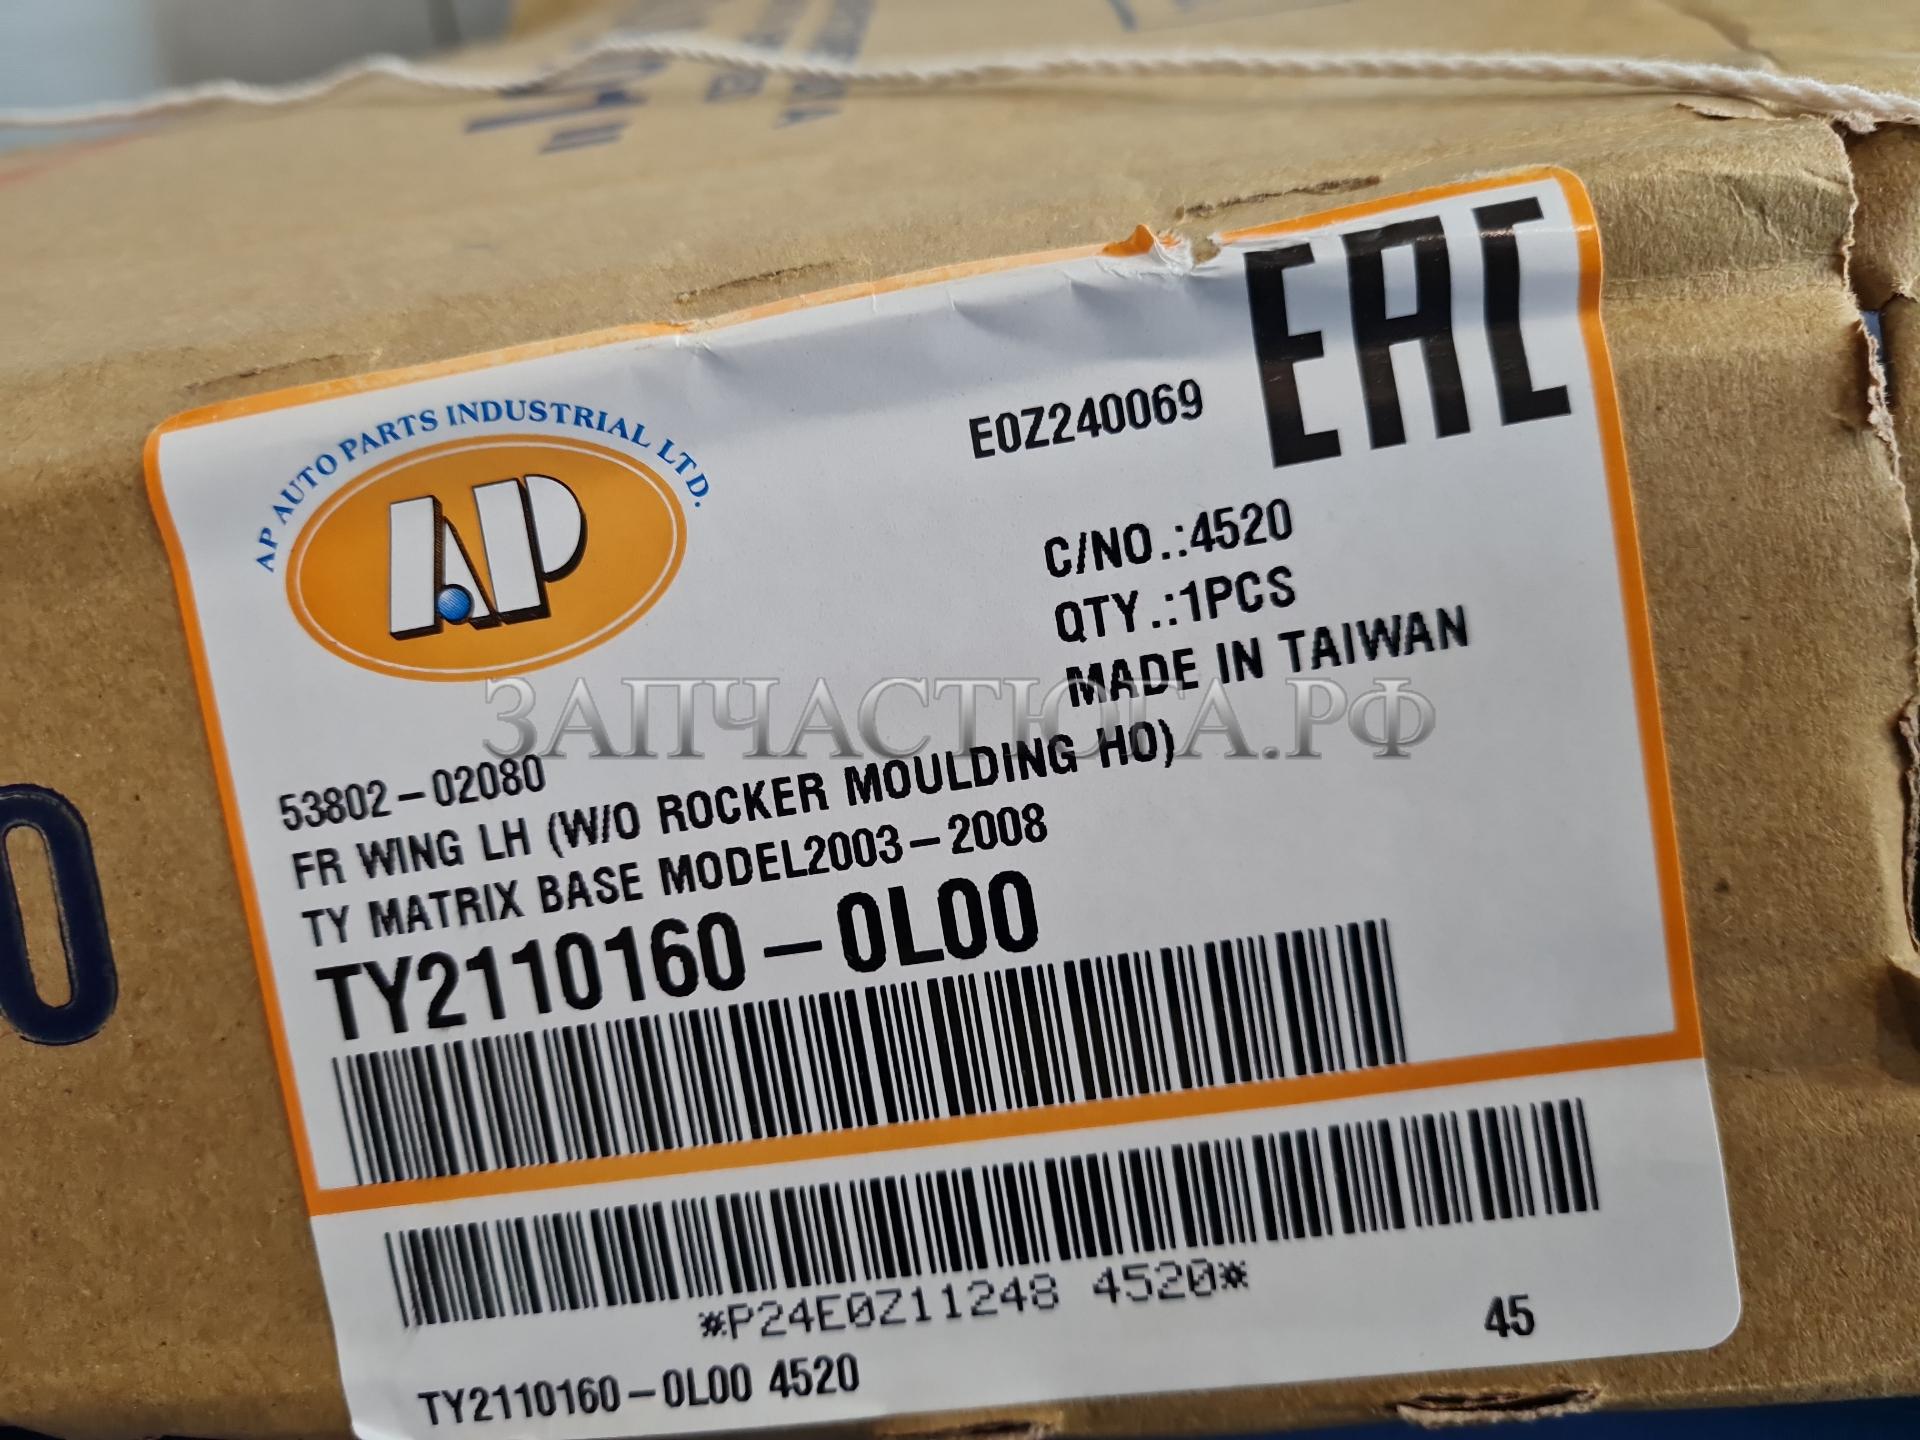 AP AUTO PARTS INDUSTRIAL LTD.
AP
E0Z240069
EAC
C/NO.:4520
QTY.:1PCS
MADE IN TAIWAN
ЗАПЧАСТЮГА.РФ
53802-02080
FR WING LH (W/O ROCKER MOULDING HO)
TY MATRIX BASE MODEL2003-2008
TY2110160-0L00
*P24E0Z11248 4520*
45
TY2110160-0L00 4520